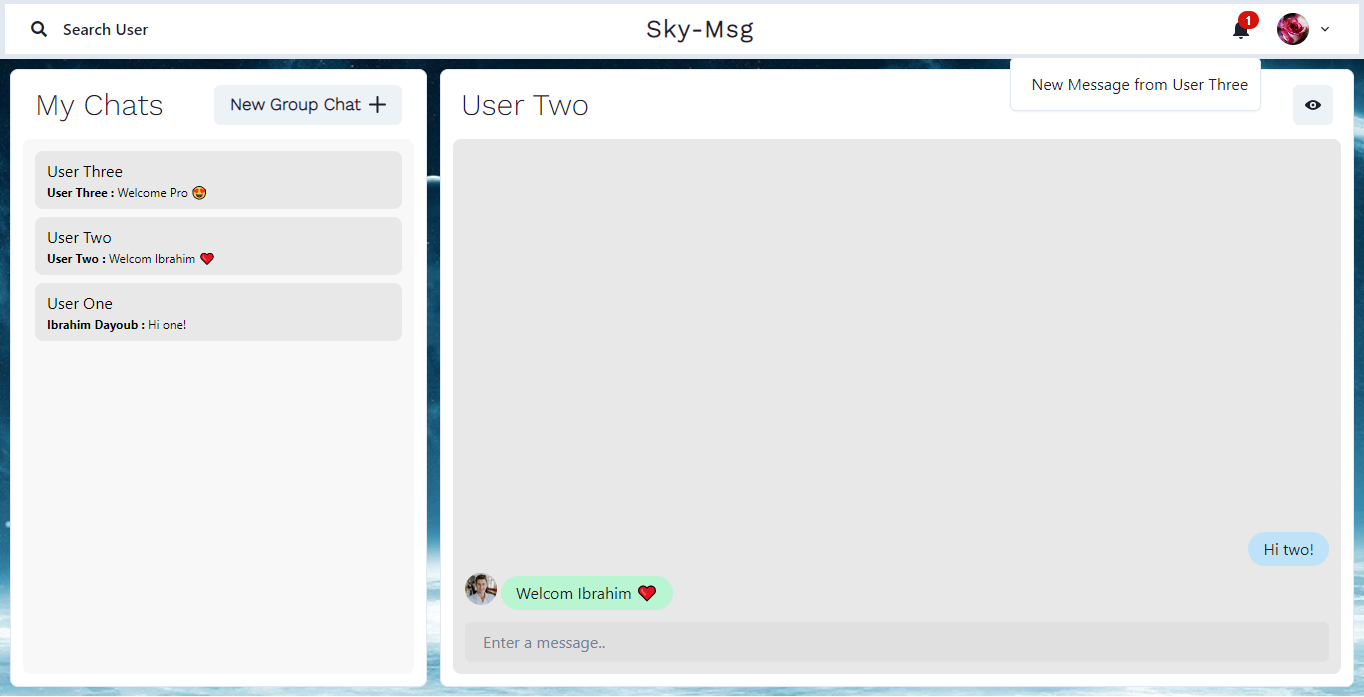 Search User
Sky-Msg
1
New Message from User Three
My Chats
New Group Chat +
User Three
User Three : Welcome Pro 😍
User Two
User Two : Welcom Ibrahim ❤️
User One
Ibrahim Dayoub : Hi one!
User Two
Hi two!
Welcom Ibrahim ❤️
Enter a message..